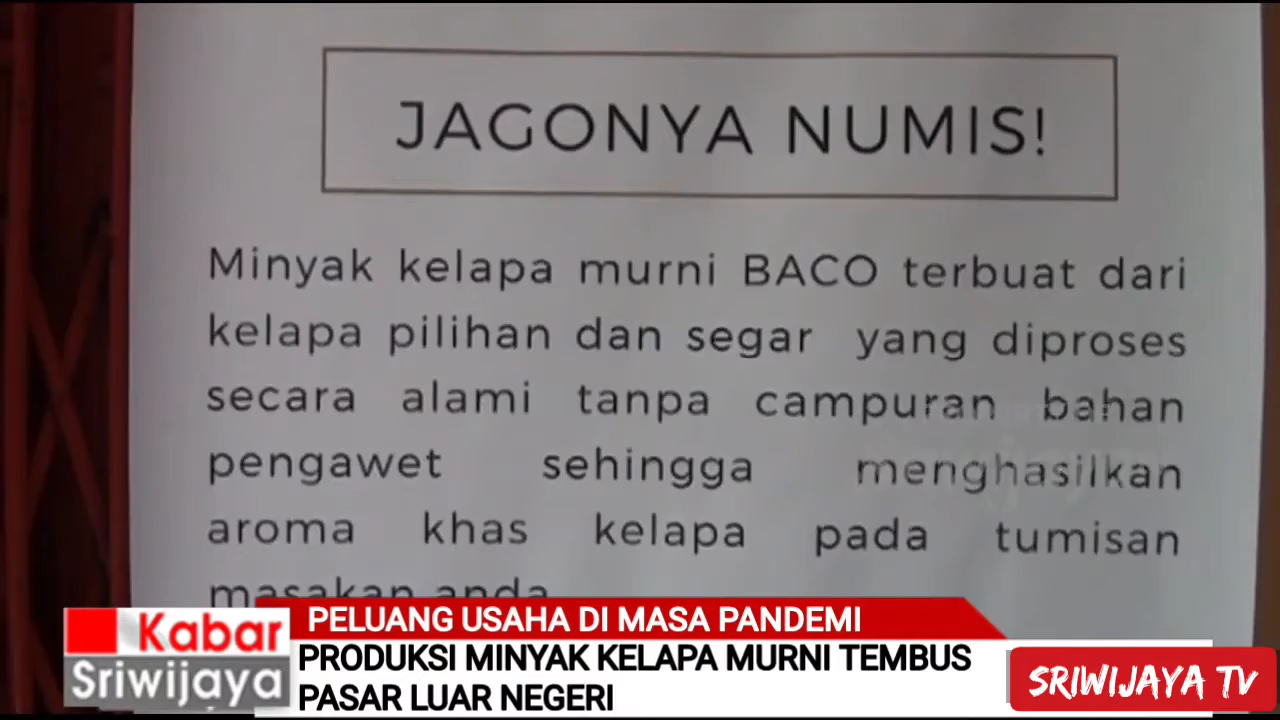 JAGONYA NUMIS!
Minyak kelapa murni BACO terbuat dari
kelapa pilihan dan segar yang diproses
secara alami tanpa campuran bahan
pengawet sehingga menghasilkan
aroma khas kelapa pada tumisan
masakan anda
PELUANG USAHA DI MASA PANDEMI
Kabar
Sriwijaya
PRODUKSI MINYAK KELAPA MURNI TEMBUS
PASAR LUAR NEGERI
SRIWIJAYA TV